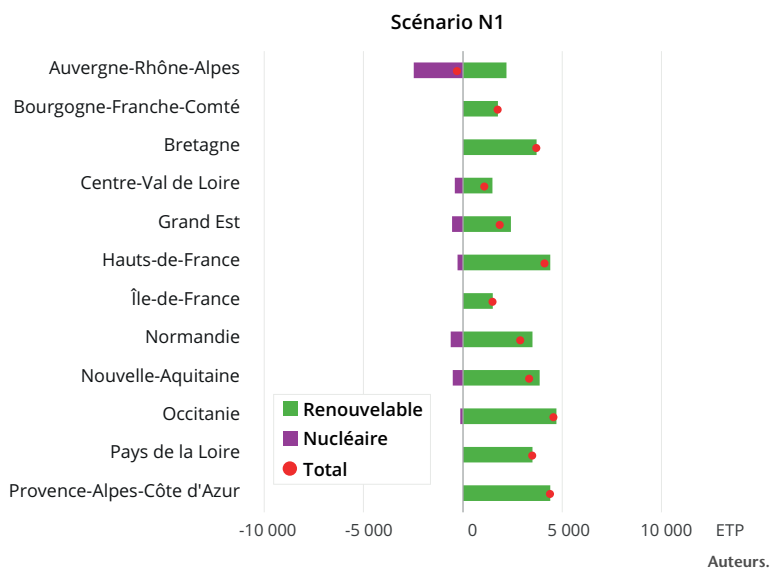 Scénario N1
Auvergne-Rhône-Alpes
Bourgogne-Franche-Comté
Bretagne
Centre-Val de Loire
Grand Est
Hauts-de-France
Île-de-France
Normandie
Nouvelle-Aquitaine
Occitanie
Pays de la Loire
Provence-Alpes-Côte d'Azur
Renouvelable
Nucléaire
Total
-10 000 -5 000 0 5 000 10 000 ETP
Auteurs.